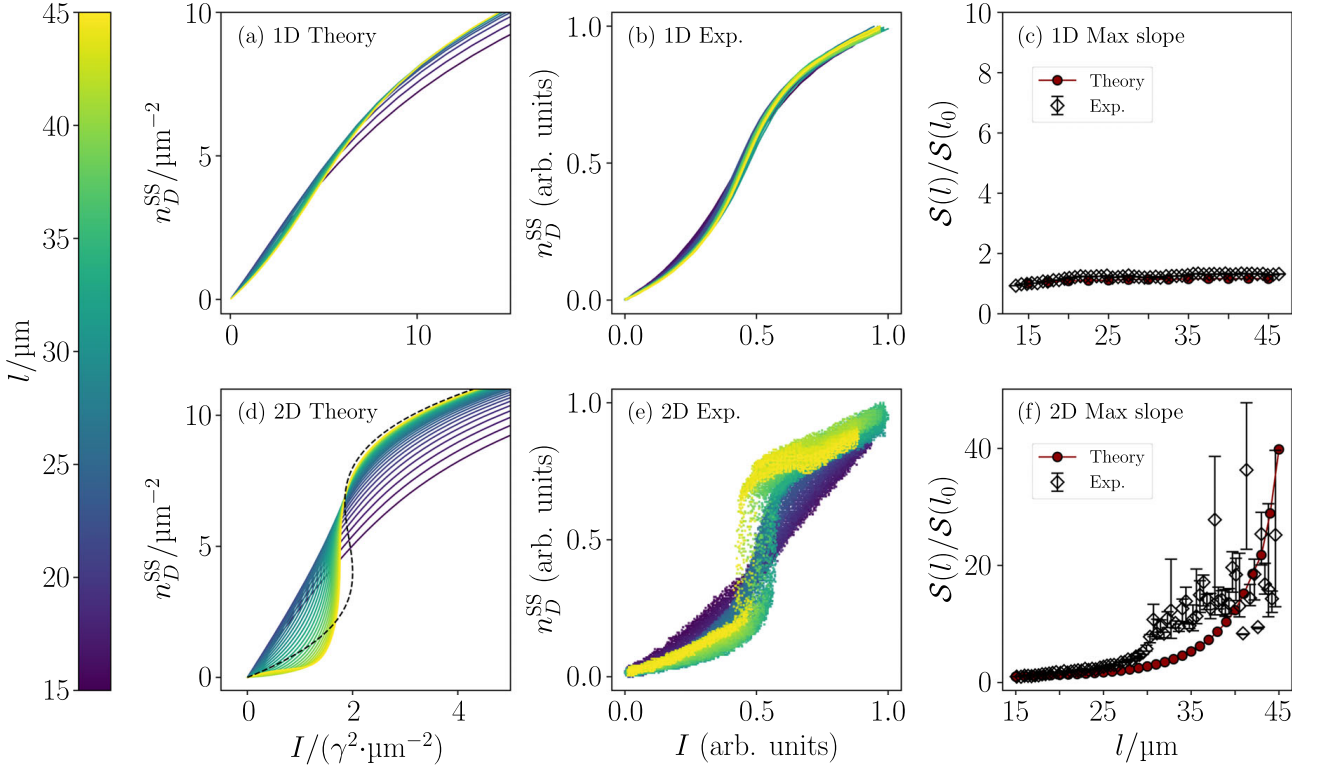 45
40
35
30
25
20
15
l/µm
(a) 1D Theory
10
5
0
n_D^SS/µm⁻²
0
10
(b) 1D Exp.
1.0
0.5
0.0
n_D^SS (arb. units)
0.0
0.5
1.0
(c) 1D Max slope
Theory
Exp.
10
8
6
4
2
0
S(l)/S(l₀)
15
25
35
45
(d) 2D Theory
10
5
0
n_D^SS/µm⁻²
0
2
4
I/(γ²·µm⁻²)
(e) 2D Exp.
1.0
0.5
0.0
n_D^SS (arb. units)
0.0
0.5
1.0
I (arb. units)
(f) 2D Max slope
Theory
Exp.
40
20
0
S(l)/S(l₀)
15
25
35
45
l/µm